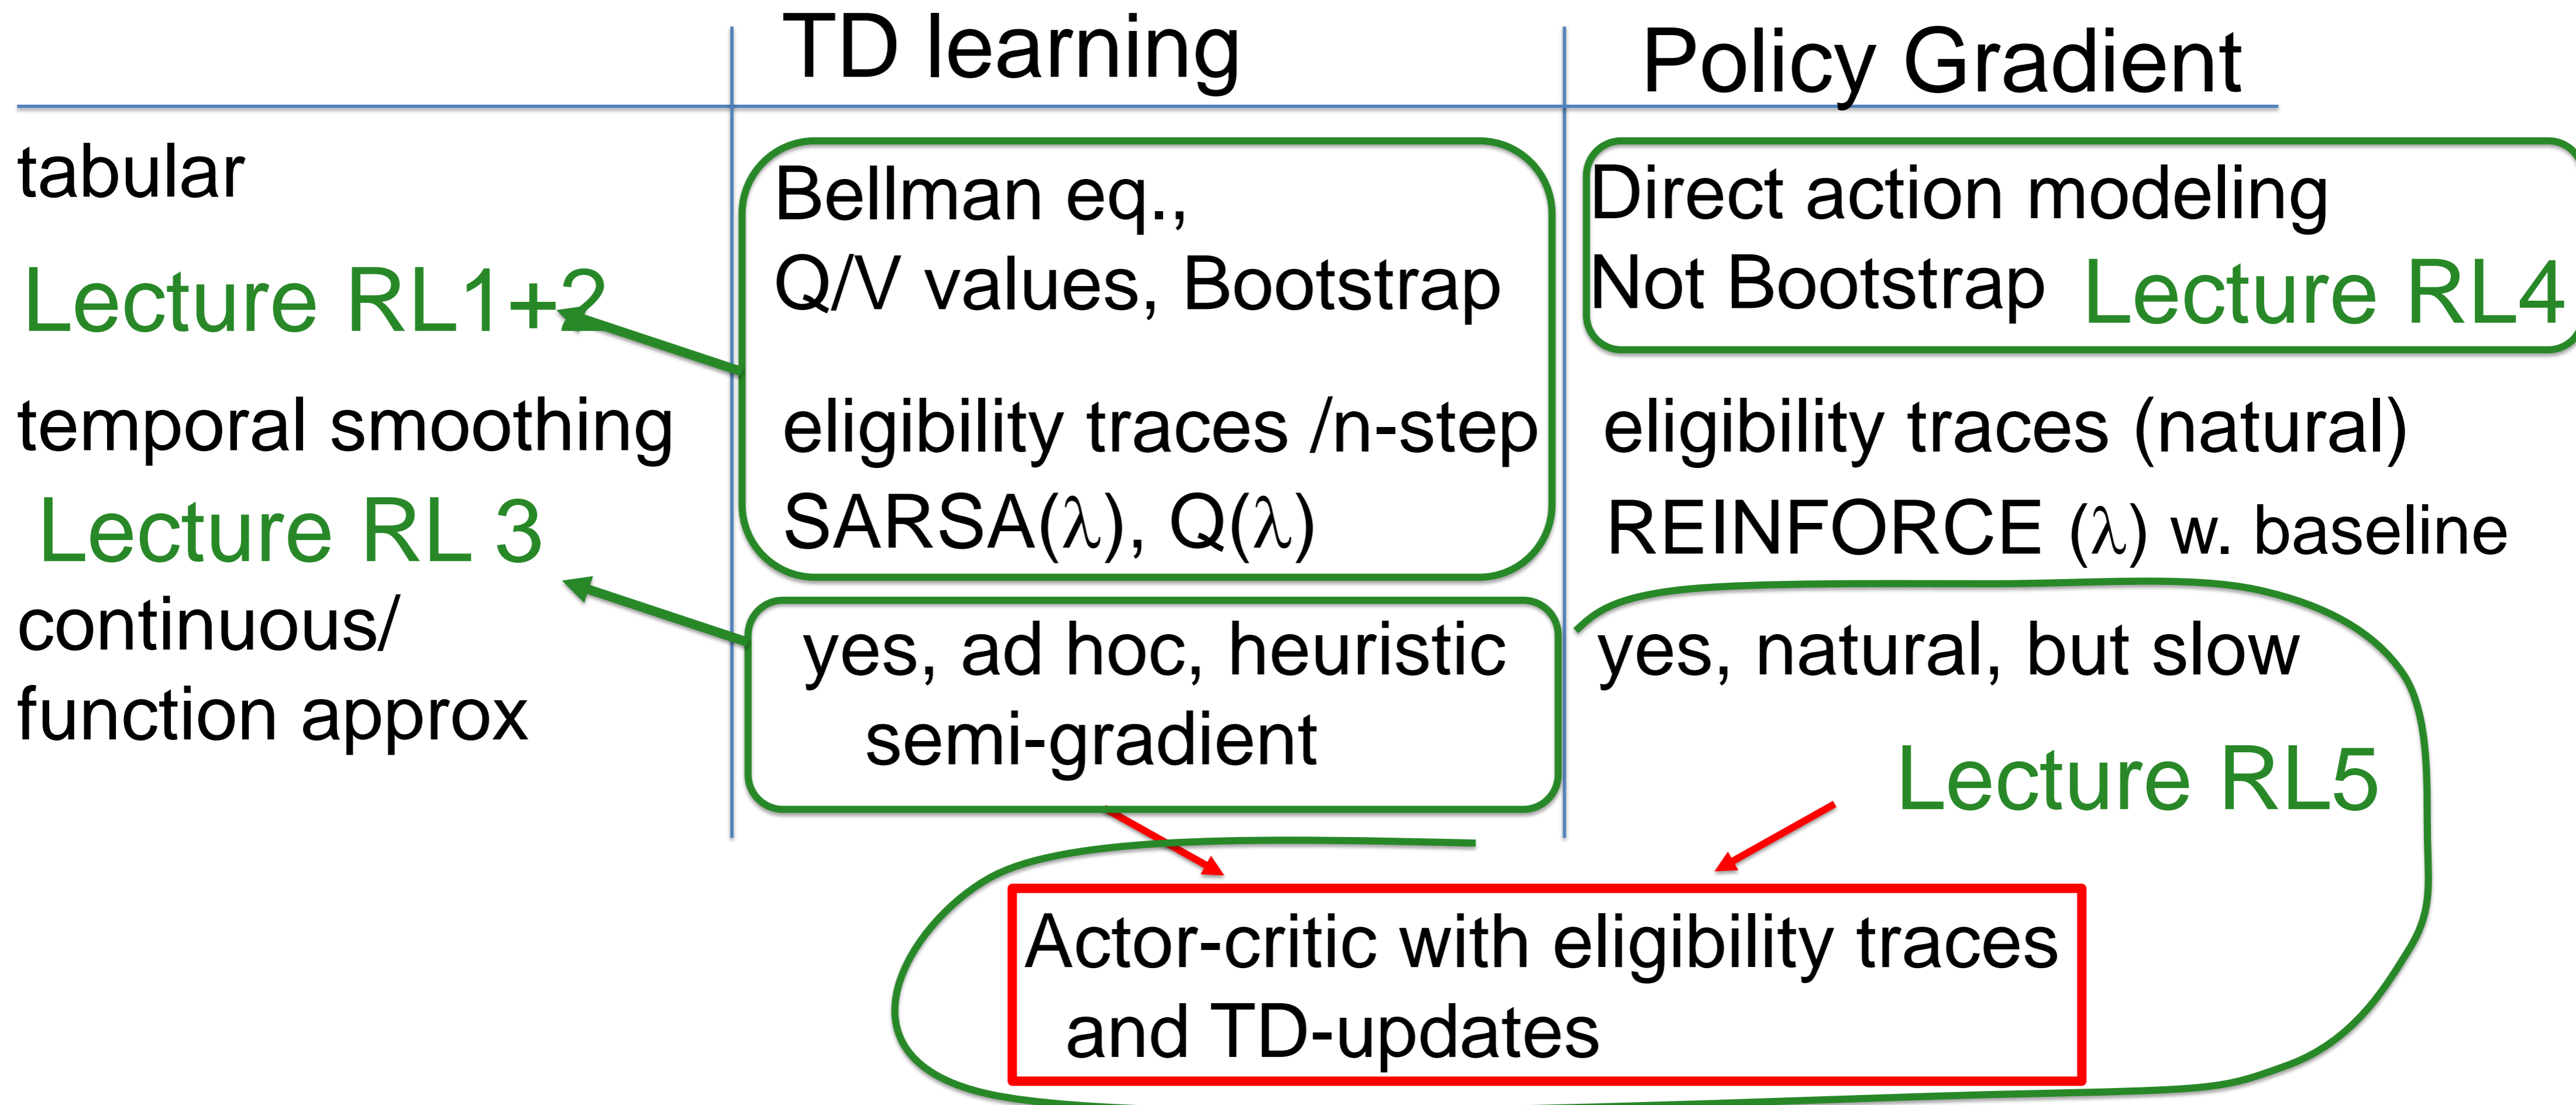 TD learning
Policy Gradient
tabular
Bellman eq.,
Direct action modeling
Lecture RL1+2
Q/V values, Bootstrap
Not Bootstrap
Lecture RL4
temporal smoothing
eligibility traces /n-step
eligibility traces (natural)
Lecture RL 3
SARSA(λ), Q(λ)
REINFORCE (λ) w. baseline
continuous/
function approx
yes, ad hoc, heuristic
semi-gradient
yes, natural, but slow
Lecture RL5
Actor-critic with eligibility traces
and TD-updates